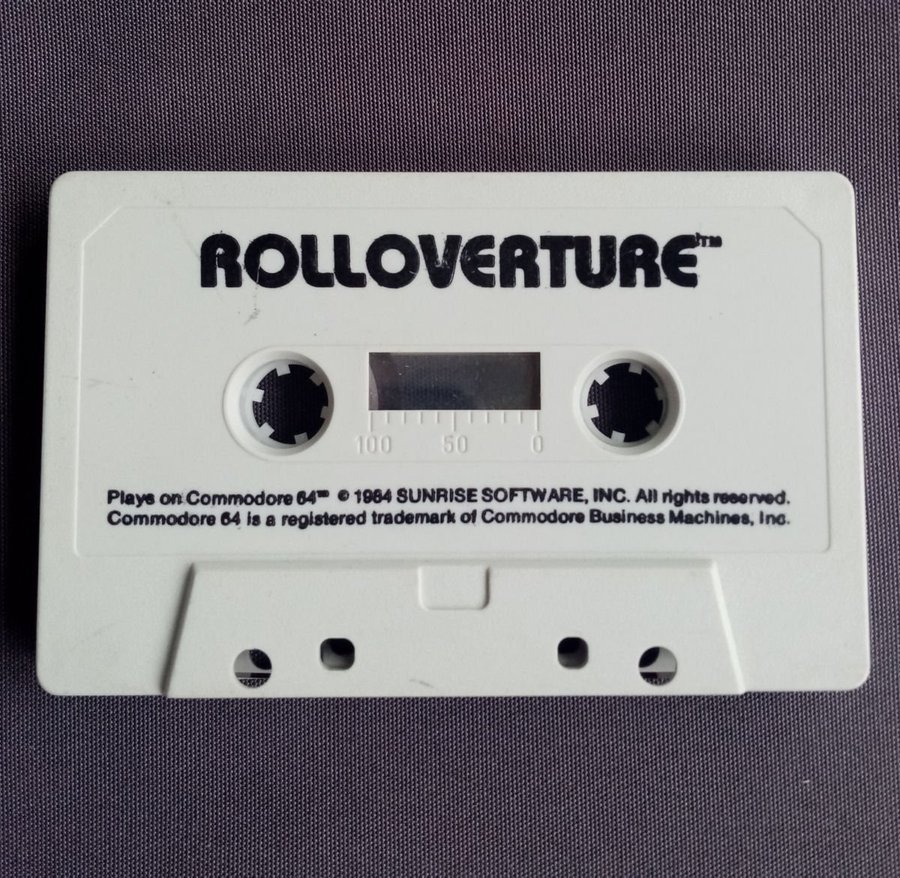 ROLLOVERTURE™
100 50 0
Plays on Commodore 64™ © 1984 SUNRISE SOFTWARE, INC. All rights reserved.
Commodore 64 is a registered trademark of Commodore Business Machines, Inc.